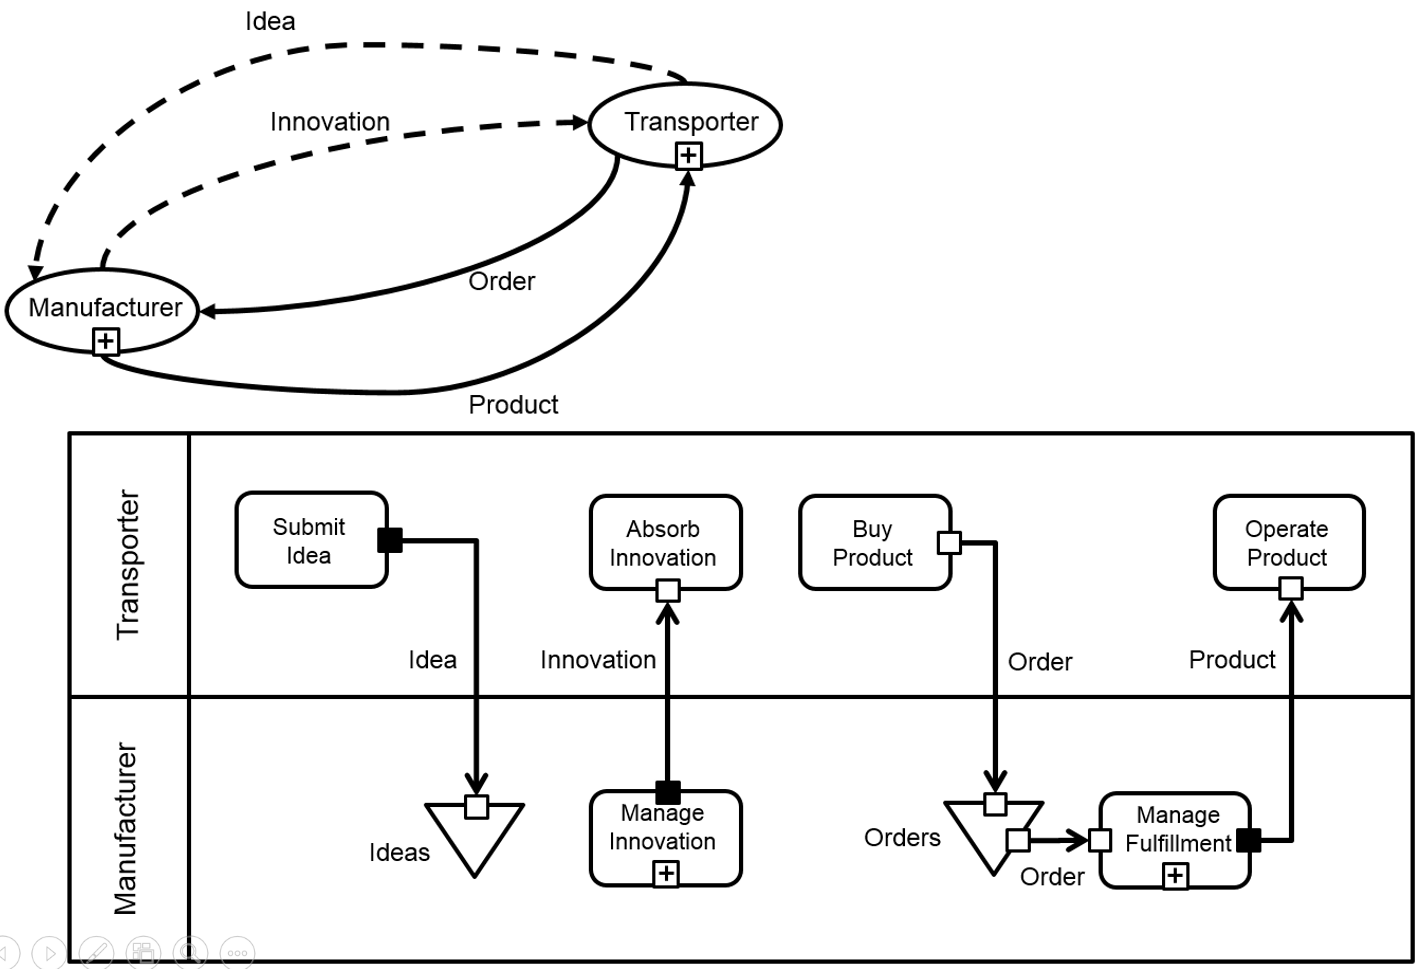 Idea
Innovation
Transporter
Manufacturer
Order
Product
Transporter
Submit
Idea
Absorb
Innovation
Buy
Product
Operate
Product
Idea
Innovation
Order
Product
Manufacturer
Ideas
Manage
Innovation
Orders
Order
Manage
Fulfillment